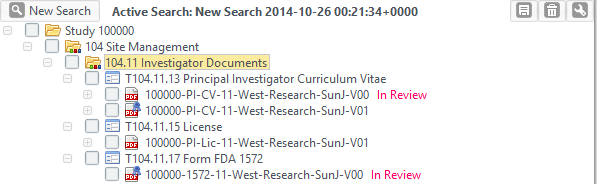 New Search Active Search: New Search 2014-10-26 00:21:34+0000
Study 100000
104 Site Management
104.11 Investigator Documents
T104.11.13 Principal Investigator Curriculum Vitae
100000-PI-CV-11-West-Research-SunJ-V00 In Review
100000-PI-CV-11-West-Research-SunJ-V01
T104.11.15 License
100000-PI-Lic-11-West-Research-SunJ-V01
T104.11.17 Form FDA 1572
100000-1572-11-West-Research-SunJ-V00 In Review